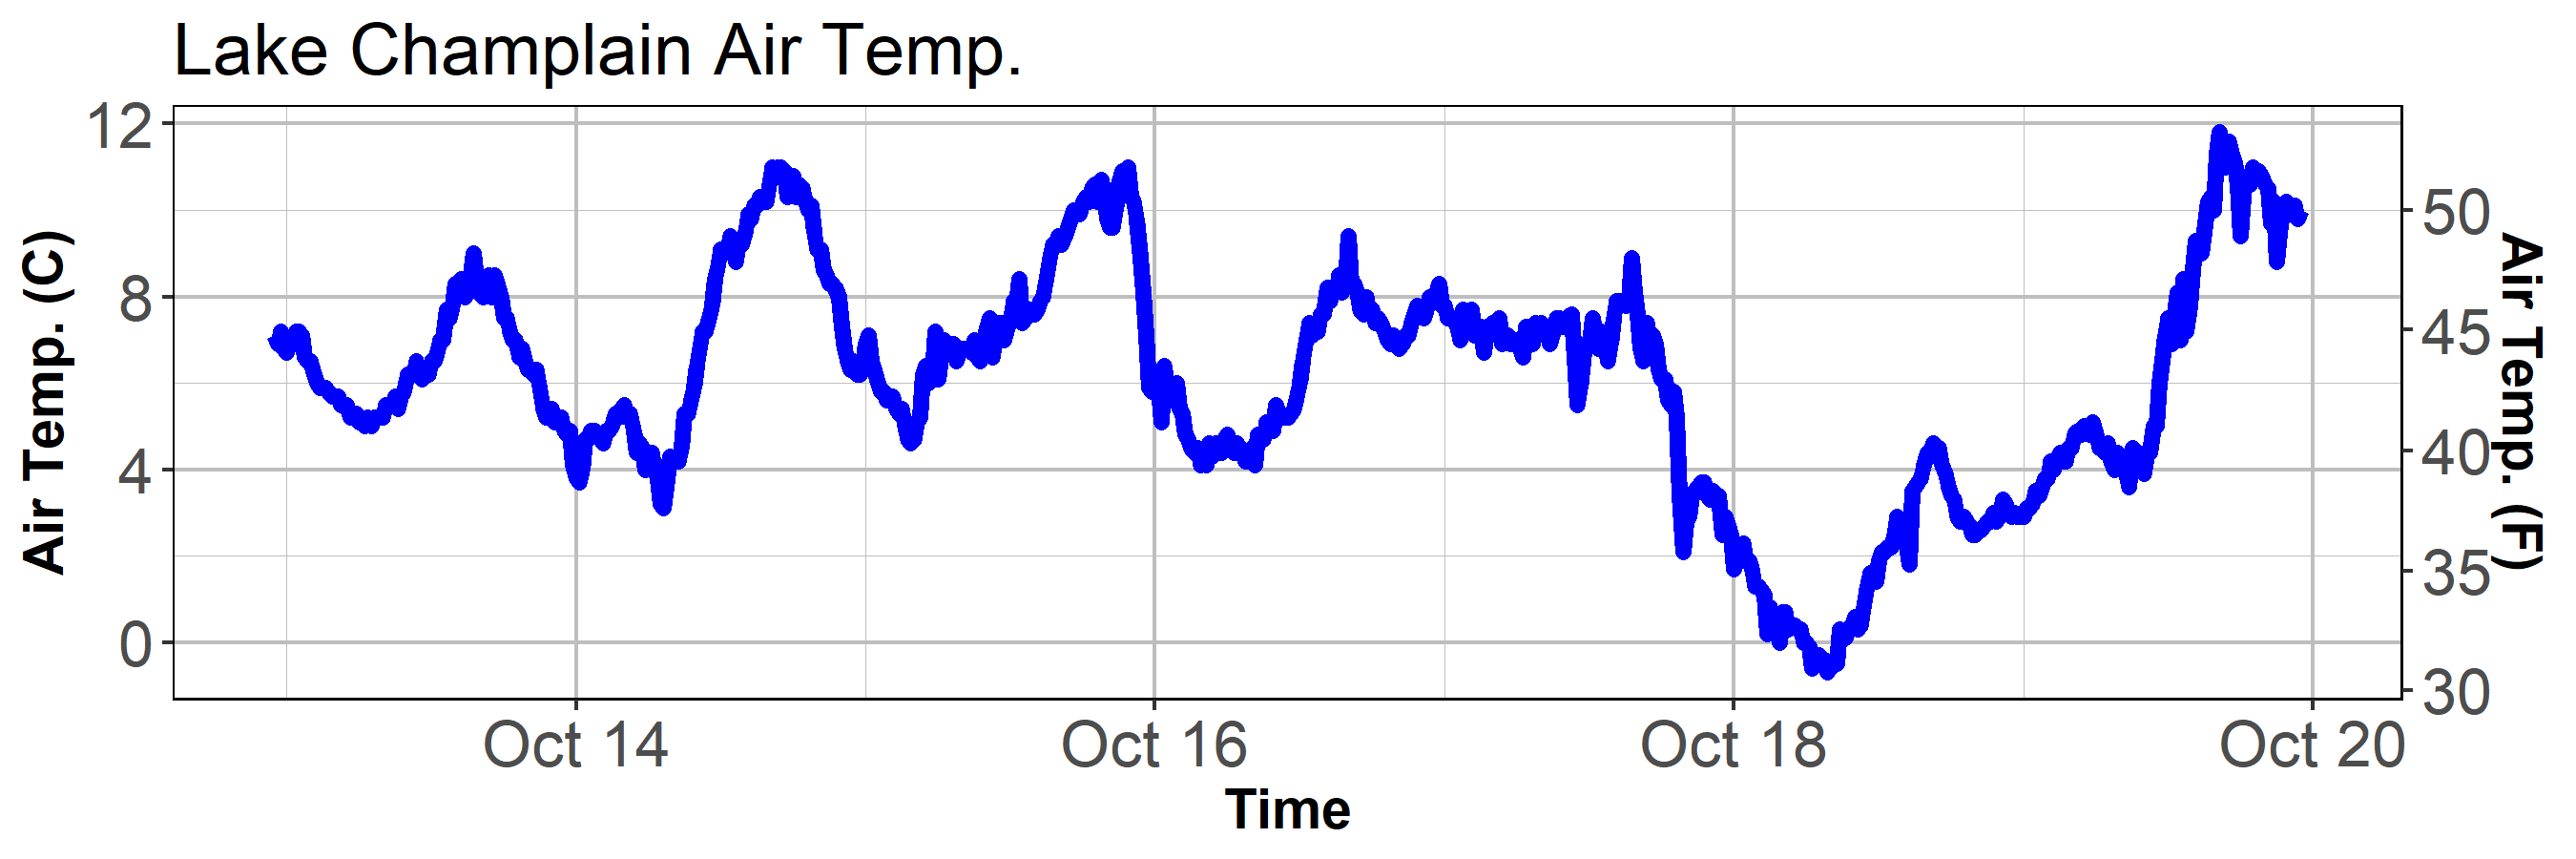 Lake Champlain Air Temp.
12
8
4
0
Air Temp. (C)
50
45
40
35
30
Air Temp. (F)
Oct 14
Oct 16
Oct 18
Oct 20
Time